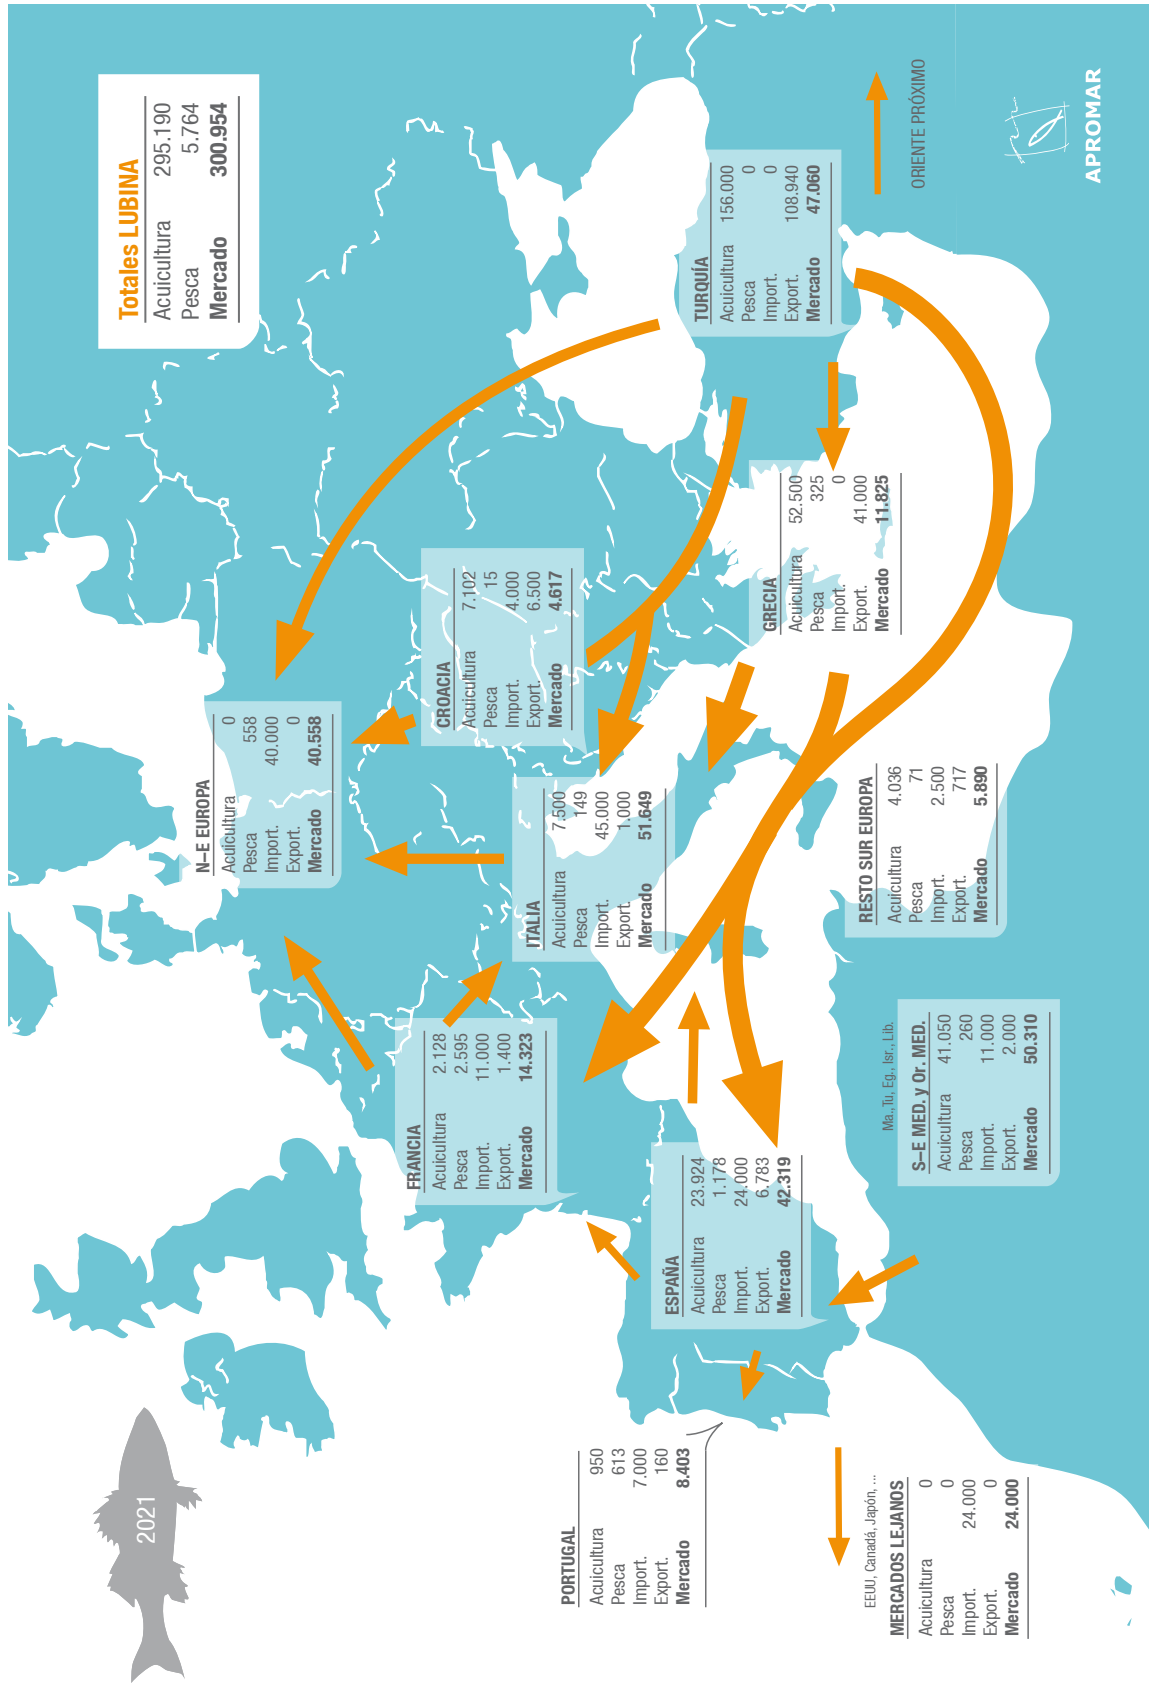 2021
Totales LUBINA
Acuicultura 295.190
Pesca 5.764
Mercado 300.954
N–E EUROPA
Acuicultura 0
Pesca 558
Import. 40.000
Export. 0
Mercado 40.558
FRANCIA
Acuicultura 2.128
Pesca 2.595
Import. 11.000
Export. 1.400
Mercado 14.323
CROACIA
Acuicultura 7.102
Pesca 15
Import. 4.000
Export. 6.500
Mercado 4.617
ITALIA
Acuicultura 7.500
Pesca 149
Import. 45.000
Export. 1.000
Mercado 51.649
PORTUGAL
Acuicultura 950
Pesca 613
Import. 7.000
Export. 160
Mercado 8.403
ESPAÑA
Acuicultura 23.924
Pesca 1.178
Import. 24.000
Export. 6.783
Mercado 42.319
TURQUÍA
Acuicultura 156.000
Pesca 0
Import. 0
Export. 108.940
Mercado 47.060
GRECIA
Acuicultura 52.500
Pesca 325
Import. 0
Export. 41.000
Mercado 11.825
RESTO SUR EUROPA
Acuicultura 4.036
Pesca 71
Import. 2.500
Export. 717
Mercado 5.890
EEUU, Canadá, Japón, ...
MERCADOS LEJANOS
Acuicultura 0
Pesca 0
Import. 24.000
Export. 0
Mercado 24.000
Ma., Tu, Eg., Isr., Lib.
S–E MED. y Or. MED.
Acuicultura 41.050
Pesca 260
Import. 11.000
Export. 2.000
Mercado 50.310
ORIENTE PRÓXIMO
APROMAR